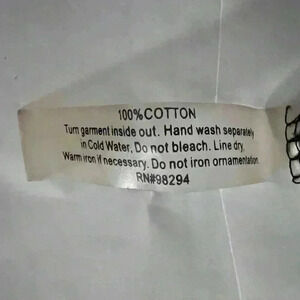 100% COTTON
Turn garment inside out. Hand wash separately
in Cold Water, Do not bleach. Line dry,
Warm iron if necessary. Do not iron ornamentation.
RN#98294